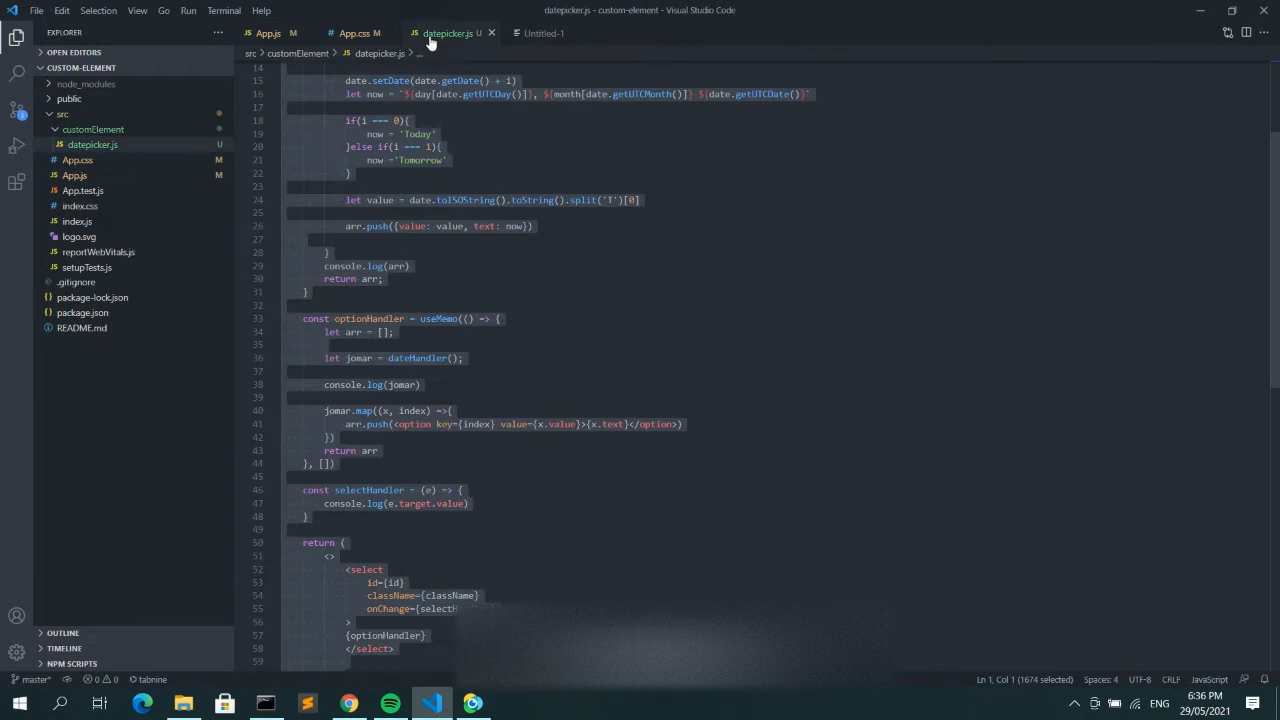 File Edit Selection View Go Run Terminal Help
datepicker.js - custom-element - Visual Studio Code
EXPLORER
OPEN EDITORS
CUSTOM-ELEMENT
node_modules
public
src
customElement
datepicker.js U
App.css M
App.js M
App.test.js
index.css
index.js
logo.svg
reportWebVitals.js
setupTests.js
.gitignore
package-lock.json
package.json
README.md
OUTLINE
TIMELINE
NPM SCRIPTS
App.js M
App.css M
datepicker.js U
Untitled-1
src > customElement > JS datepicker.js > ...
14
15 date.setDate(date.getDate() + i)
16 let now = `${day[date.getUTCDay()]}, ${month[date.getUTCMonth()]} ${date.getUTCDate()}`
17
18 if(i === 0){
19 now = 'Today'
20 }else if(i === 1){
21 now ='Tomorrow'
22 }
23
24 let value = date.toISOString().toString().split('T')[0]
25
26 arr.push({value: value, text: now})
27
28 }
29 console.log(arr)
30 return arr;
31 }
32
33 const optionHandler = useMemo(() => {
34 let arr = [];
35
36 let jomar = dateHandler();
37
38 console.log(jomar)
39
40 jomar.map((x, index) =>{
41 arr.push(<option key={index} value={x.value}>{x.text}</option>)
42 })
43 return arr
44 }, [])
45
46 const selectHandler = (e) => {
47 console.log(e.target.value)
48 }
49
50 return (
51 <>
52 <select
53 id={id}
54 className={className}
55 onChange={selectH
56 >
57 {optionHandler}
58 </select>
59
master* 0 0 tabnine
Ln 1, Col 1 (1674 selected) Spaces: 4 UTF-8 CRLF JavaScript
ENG 6:36 PM
29/05/2021